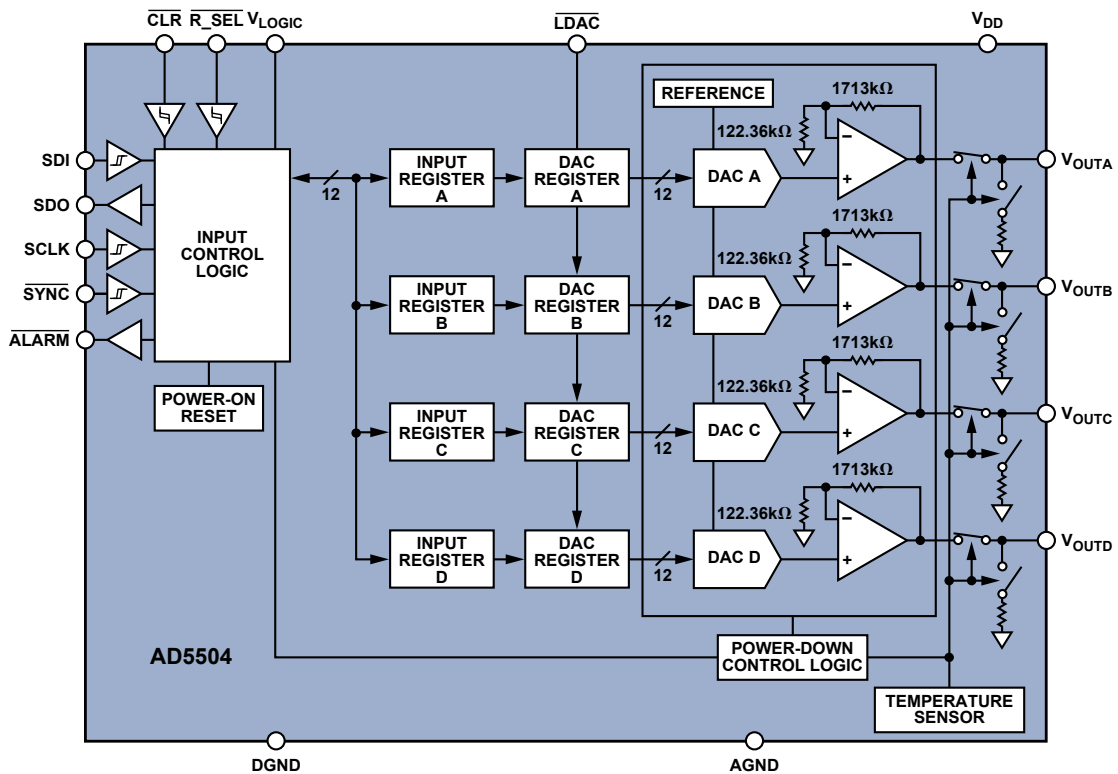 CLR R_SEL VLOGIC LDAC VDD
SDI
SDO
SCLK
SYNC
ALARM
INPUT
CONTROL
LOGIC
POWER-ON
RESET
12
INPUT
REGISTER
A
DAC
REGISTER
A
12
REFERENCE
DAC A
122.36kΩ
1713kΩ
−
+
VOUTA
INPUT
REGISTER
B
DAC
REGISTER
B
12
DAC B
122.36kΩ
1713kΩ
−
+
VOUTB
INPUT
REGISTER
C
DAC
REGISTER
C
12
DAC C
122.36kΩ
1713kΩ
−
+
VOUTC
INPUT
REGISTER
D
DAC
REGISTER
D
12
DAC D
122.36kΩ
1713kΩ
−
+
VOUTD
AD5504
POWER-DOWN
CONTROL LOGIC
TEMPERATURE
SENSOR
DGND
AGND